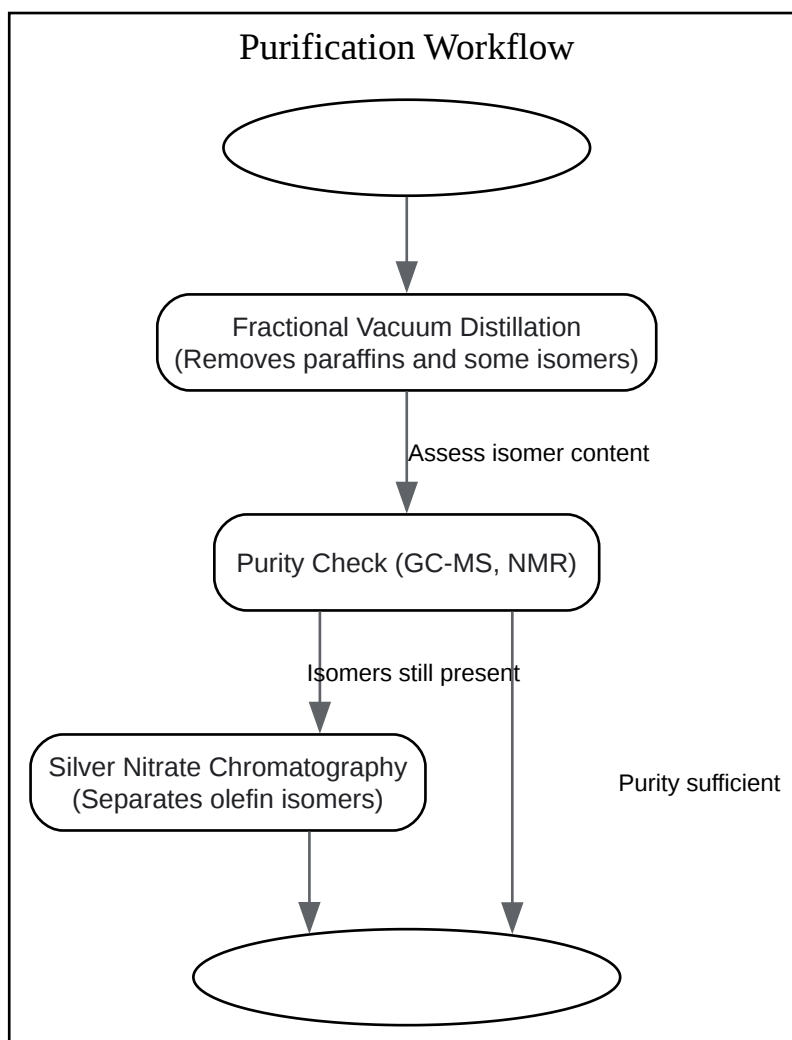 Purification Workflow
Fractional Vacuum Distillation
(Removes paraffins and some isomers)
Assess isomer content
Purity Check (GC-MS, NMR)
Isomers still present
Silver Nitrate Chromatography
(Separates olefin isomers)
Purity sufficient